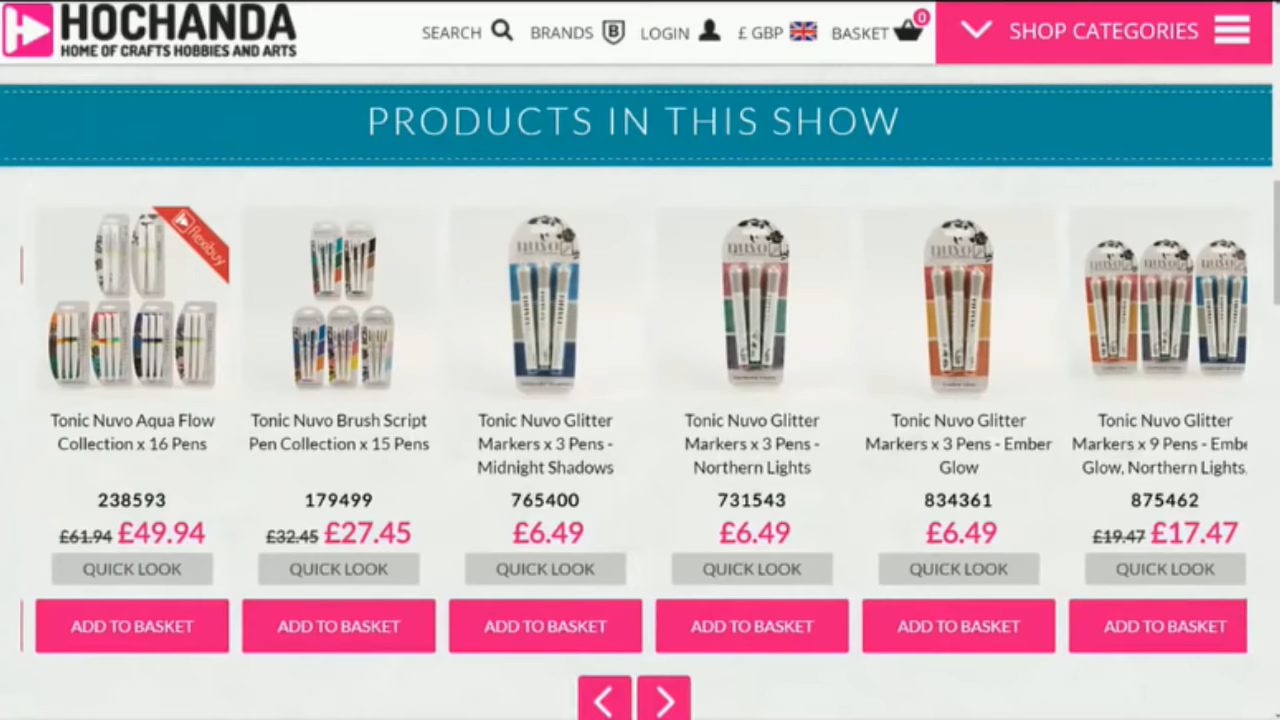 HOCHANDA
HOME OF CRAFTS HOBBIES AND ARTS
SEARCH BRANDS B LOGIN £ GBP BASKET 0
SHOP CATEGORIES
PRODUCTS IN THIS SHOW
flexibuy
nuvo nuvo nuvo nuvo nuvo nuvo
Tonic Nuvo Aqua Flow
Collection x 16 Pens
238593
£61.94 £49.94
QUICK LOOK
ADD TO BASKET
Tonic Nuvo Brush Script
Pen Collection x 15 Pens
179499
£32.45 £27.45
QUICK LOOK
ADD TO BASKET
Tonic Nuvo Glitter
Markers x 3 Pens -
Midnight Shadows
765400
£6.49
QUICK LOOK
ADD TO BASKET
Tonic Nuvo Glitter
Markers x 3 Pens -
Northern Lights
731543
£6.49
QUICK LOOK
ADD TO BASKET
Tonic Nuvo Glitter
Markers x 3 Pens - Ember
Glow
834361
£6.49
QUICK LOOK
ADD TO BASKET
Tonic Nuvo Glitter
Markers x 9 Pens - Embe
Glow, Northern Lights,
875462
£19.47 £17.47
QUICK LOOK
ADD TO BASKET